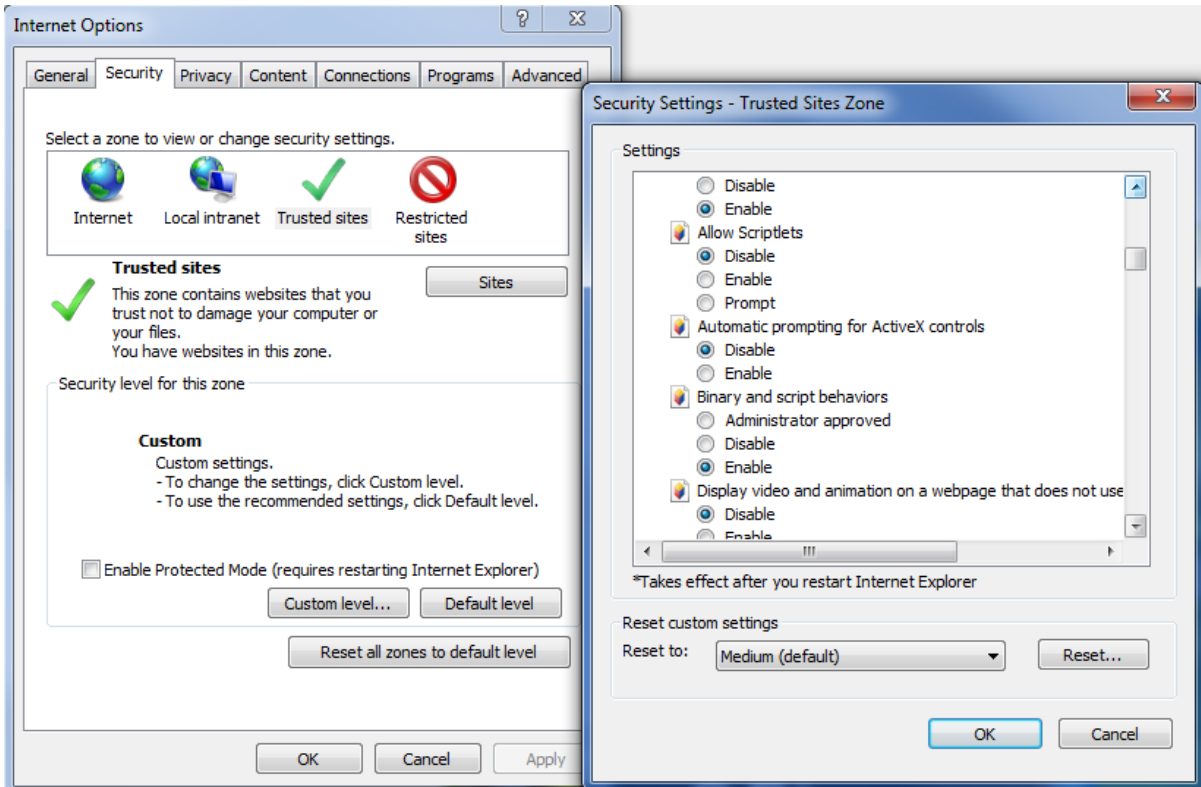 Internet Options
General Security Privacy Content Connections Programs Advanced
Select a zone to view or change security settings.
Internet
Local intranet
Trusted sites
Restricted
sites
Trusted sites
Sites
This zone contains websites that you
trust not to damage your computer or
your files.
You have websites in this zone.
Security level for this zone
Custom
Custom settings.
- To change the settings, click Custom level.
- To use the recommended settings, click Default level.
Enable Protected Mode (requires restarting Internet Explorer)
Custom level... Default level
Reset all zones to default level
OK Cancel Apply
Security Settings - Trusted Sites Zone
Settings
Disable
Enable
Allow Scriptlets
Disable
Enable
Prompt
Automatic prompting for ActiveX controls
Disable
Enable
Binary and script behaviors
Administrator approved
Disable
Enable
Display video and animation on a webpage that does not use
Disable
Enable
*Takes effect after you restart Internet Explorer
Reset custom settings
Reset to: Medium (default) Reset...
OK Cancel